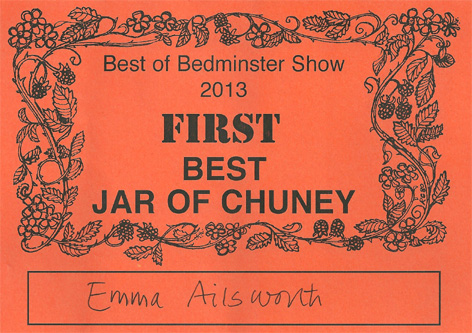 Best of Bedminster Show
2013
FIRST
BEST
JAR OF CHUNEY
Emma Ailsworth